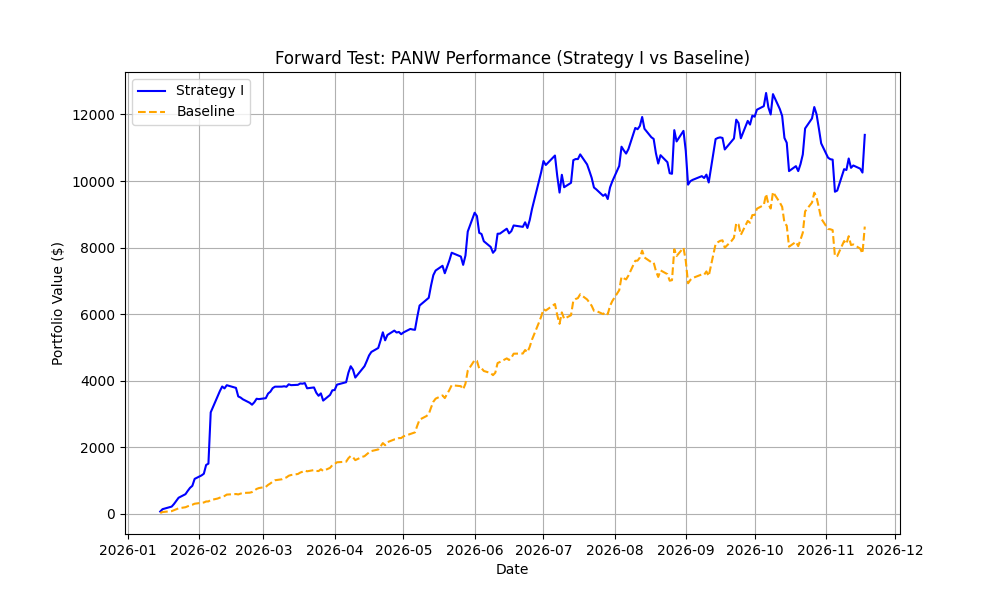 Forward Test: PANW Performance (Strategy I vs Baseline)
Strategy I
Baseline
Portfolio Value ($)
12000
10000
8000
6000
4000
2000
0
2026-01 2026-02 2026-03 2026-04 2026-05 2026-06 2026-07 2026-08 2026-09 2026-10 2026-11 2026-12
Date